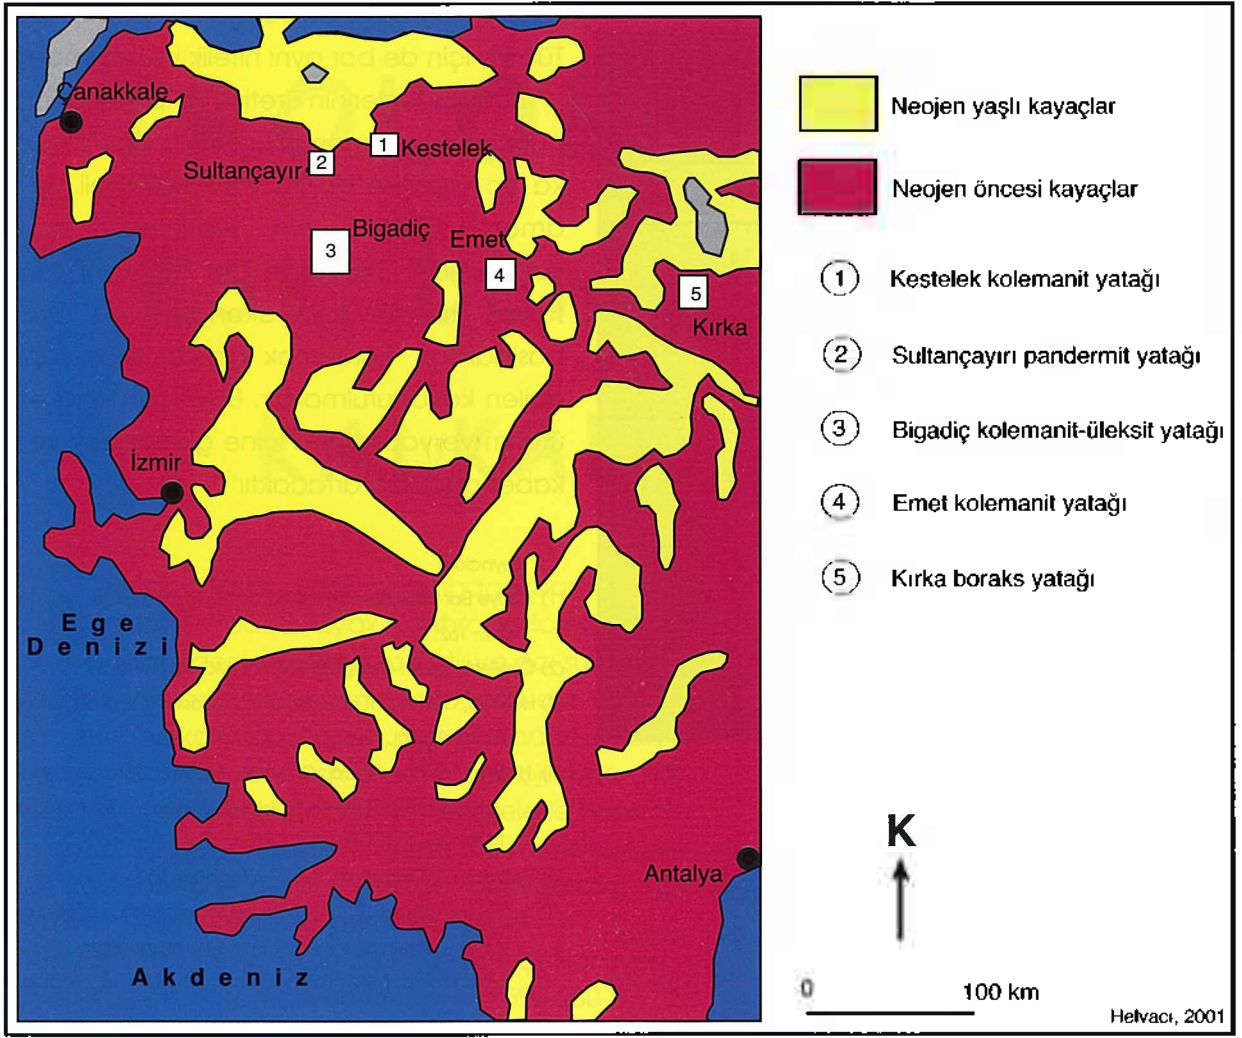 Çanakkale
1 Kestelek
2
Sultançayır
3 Bigadiç
Emet
4
5
Kırka
İzmir
Ege
Denizi
Antalya
Akdeniz
Neojen yaşlı kayaçlar
Neojen öncesi kayaçlar
1 Kestelek kolemanit yatağı
2 Sultançayırı pandermit yatağı
3 Bigadiç kolemanit-üleksit yatağı
4 Emet kolemanit yatağı
5 Kırka boraks yatağı
K
0 100 km
Helvacı, 2001